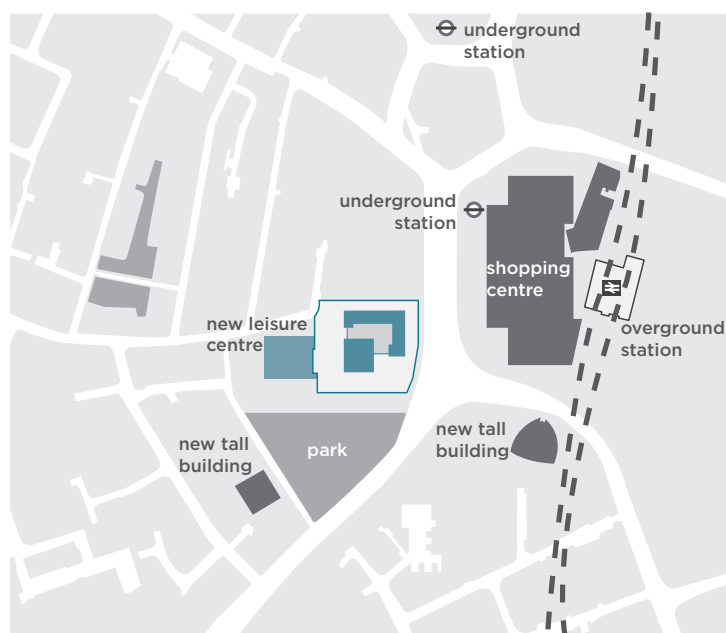 underground
station
underground
station
shopping
centre
new leisure
centre
overground
station
new tall
building
park
new tall
building